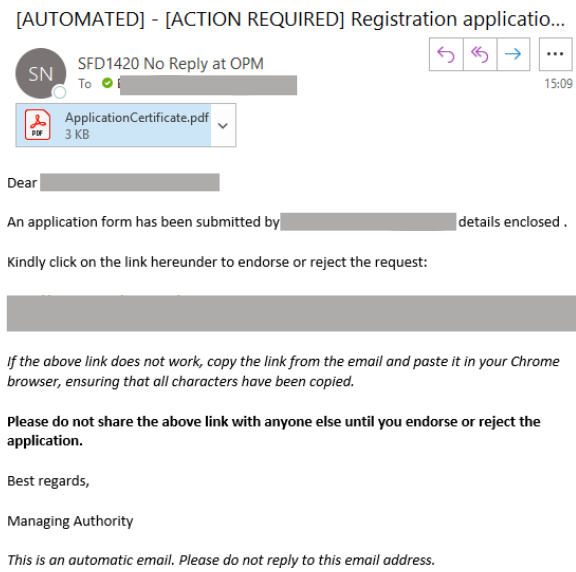 [AUTOMATED] - [ACTION REQUIRED] Registration applicatio...
SN
SFD1420 No Reply at OPM
To
15:09
PDF
ApplicationCertificate.pdf
3 KB
Dear
An application form has been submitted by details enclosed .
Kindly click on the link hereunder to endorse or reject the request:
If the above link does not work, copy the link from the email and paste it in your Chrome
browser, ensuring that all characters have been copied.
Please do not share the above link with anyone else until you endorse or reject the
application.
Best regards,
Managing Authority
This is an automatic email. Please do not reply to this email address.